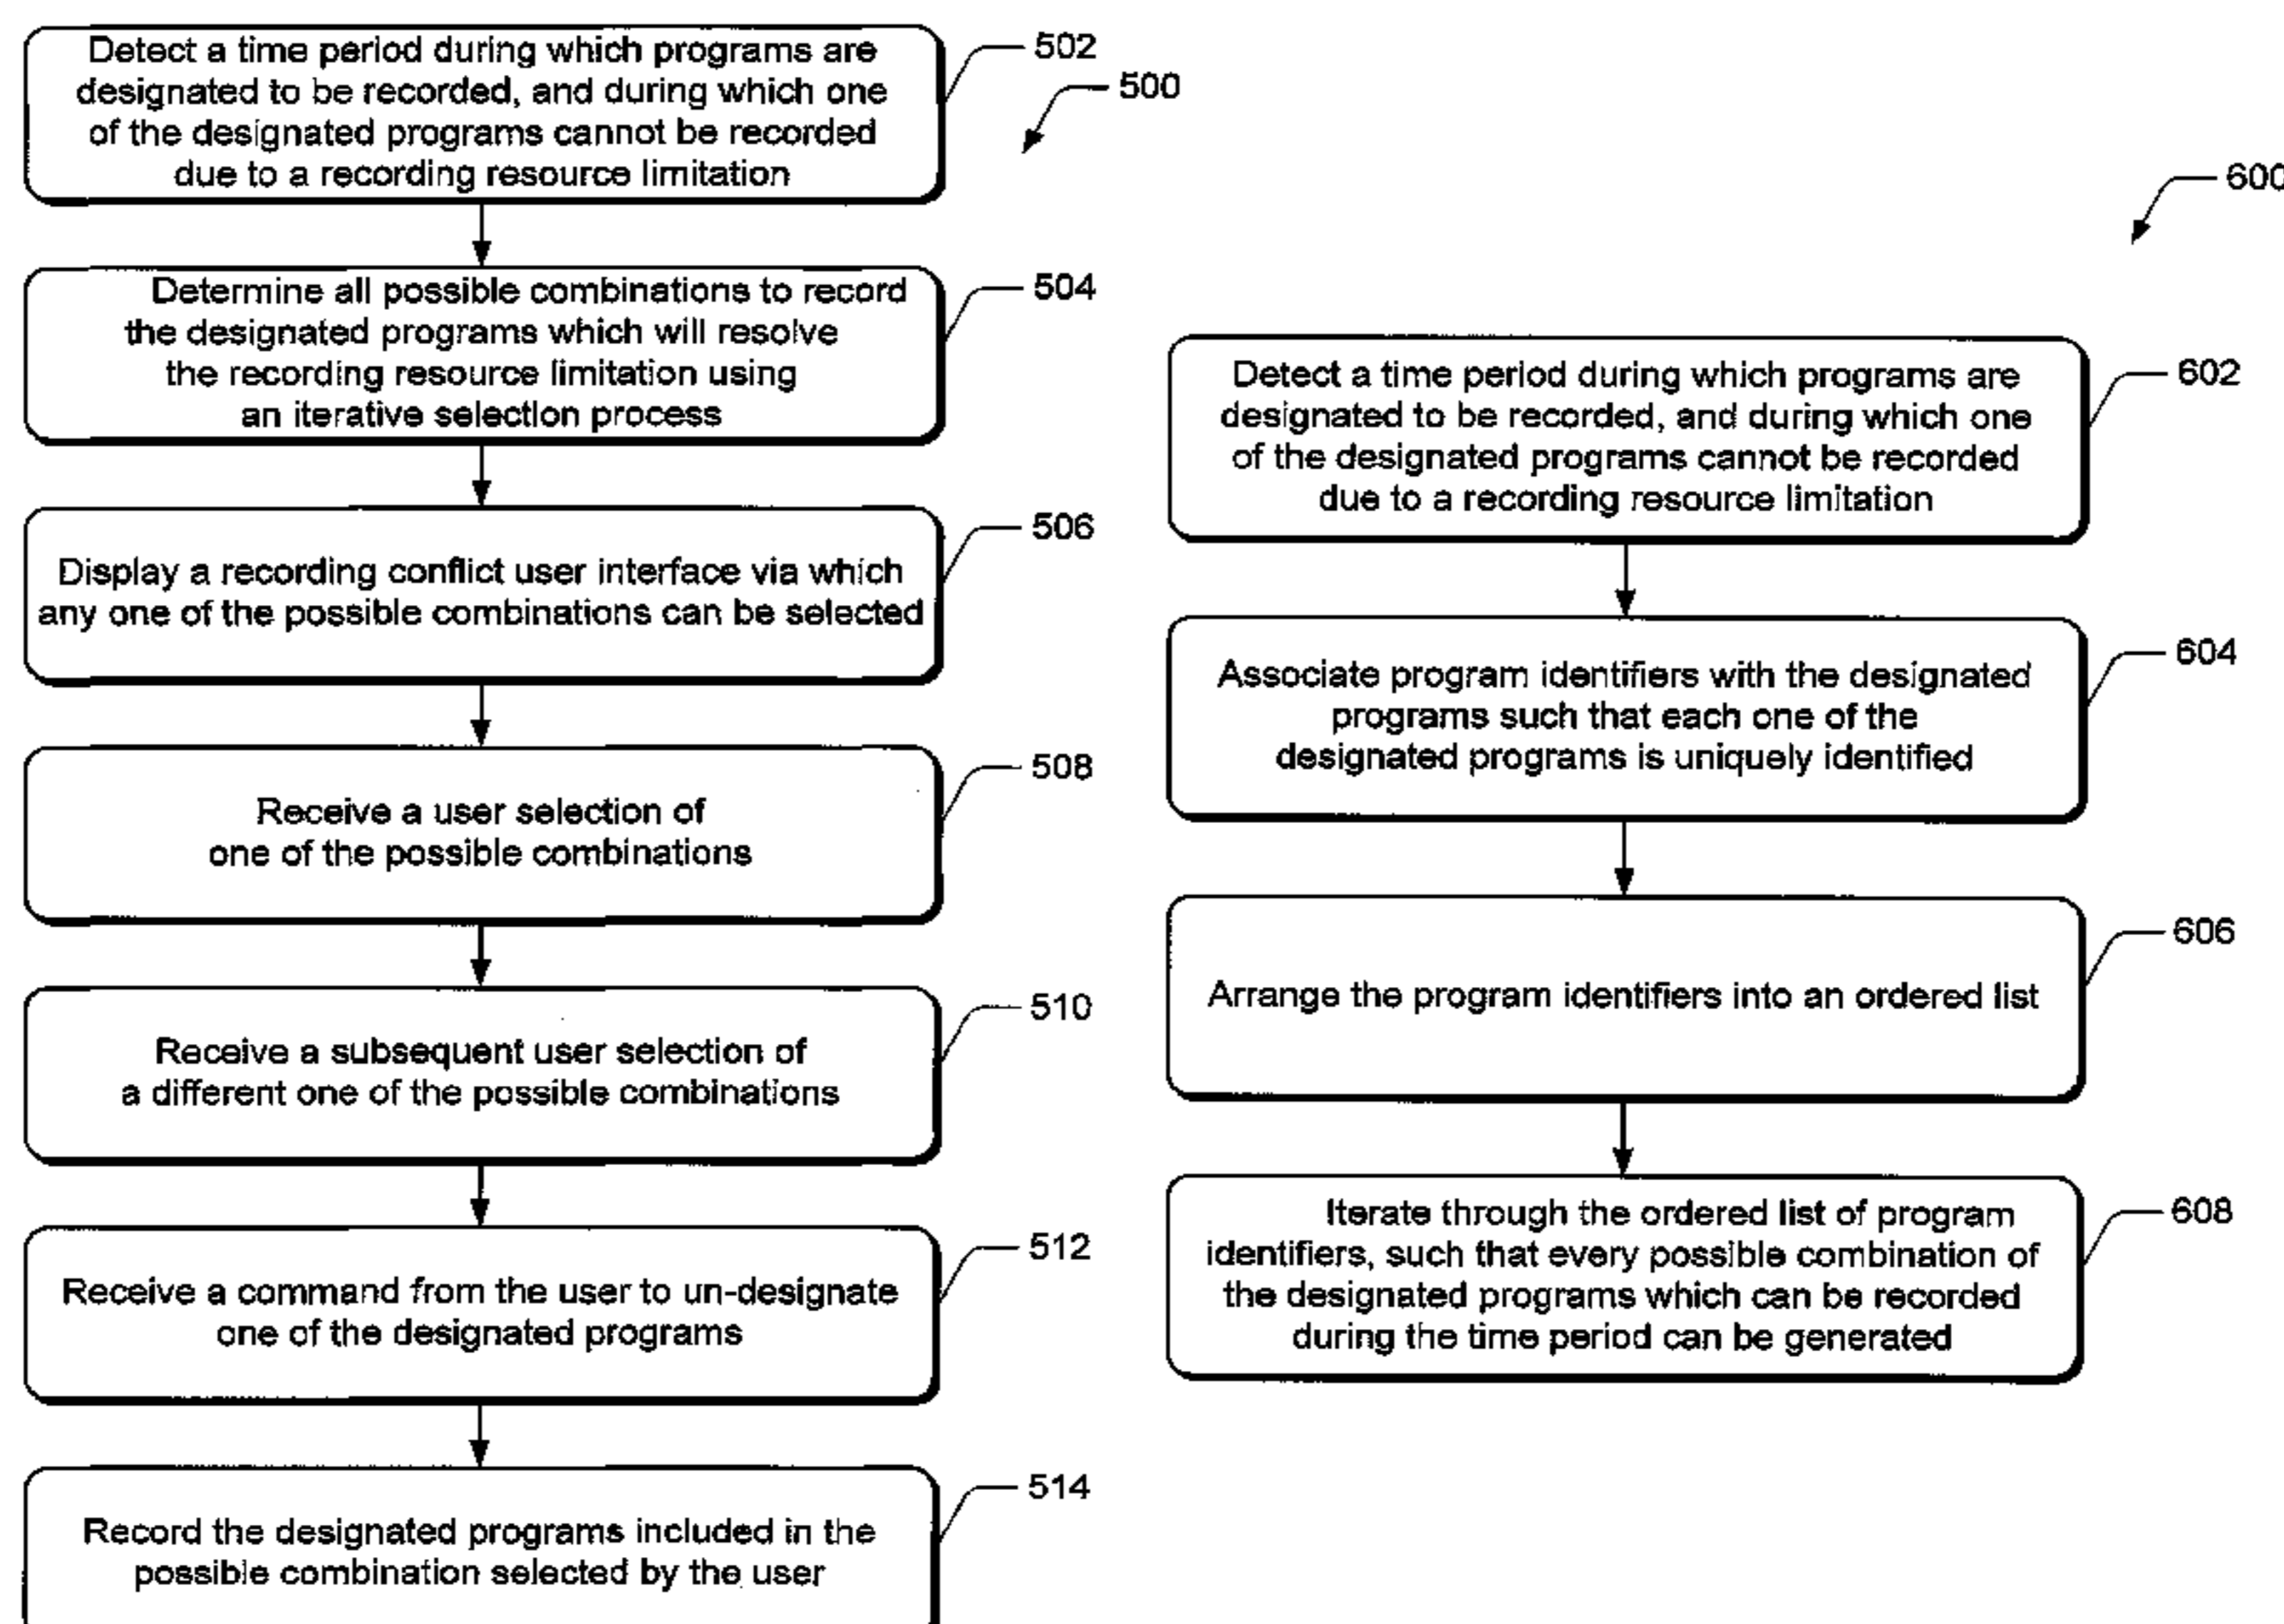 Detect a time period during which programs are
designated to be recorded, and during which one
of the designated programs cannot be recorded
due to a recording resource limitation
502
500
Determine all possible combinations to record
the designated programs which will resolve
the recording resource limitation using
an iterative selection process
504
Display a recording conflict user interface via which
any one of the possible combinations can be selected
506
Receive a user selection of
one of the possible combinations
508
Receive a subsequent user selection of
a different one of the possible combinations
510
Receive a command from the user to un-designate
one of the designated programs
512
Record the designated programs included in the
possible combination selected by the user
514
600
Detect a time period during which programs are
designated to be recorded, and during which one
of the designated programs cannot be recorded
due to a recording resource limitation
602
Associate program identifiers with the designated
programs such that each one of the
designated programs is uniquely identified
604
Arrange the program identifiers into an ordered list
606
Iterate through the ordered list of program
identifiers, such that every possible combination of
the designated programs which can be recorded
during the time period can be generated
608